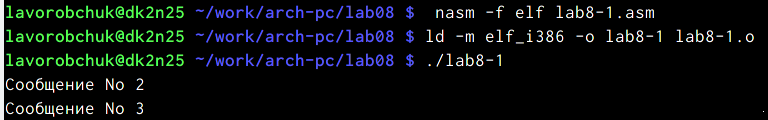 lavorobchuk@dk2n25 ~/work/arch-pc/lab08 $  nasm -f elf lab8-1.asm
lavorobchuk@dk2n25 ~/work/arch-pc/lab08 $ ld -m elf_i386 -o lab8-1 lab8-1.o
lavorobchuk@dk2n25 ~/work/arch-pc/lab08 $ ./lab8-1
Сообщение No 2
Сообщение No 3